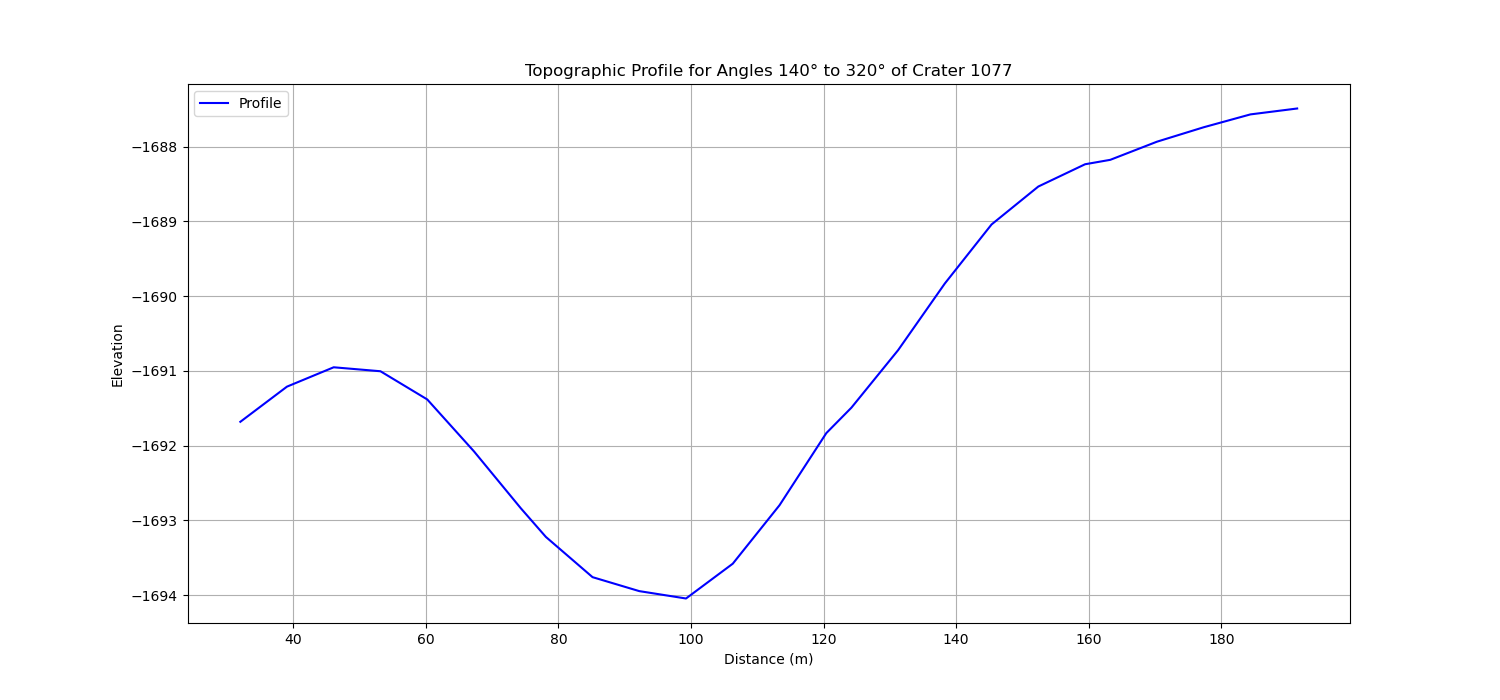 Topographic Profile for Angles 140° to 320° of Crater 1077
Profile
−1688
−1689
−1690
−1691
−1692
−1693
−1694
Elevation
40 60 80 100 120 140 160 180
Distance (m)